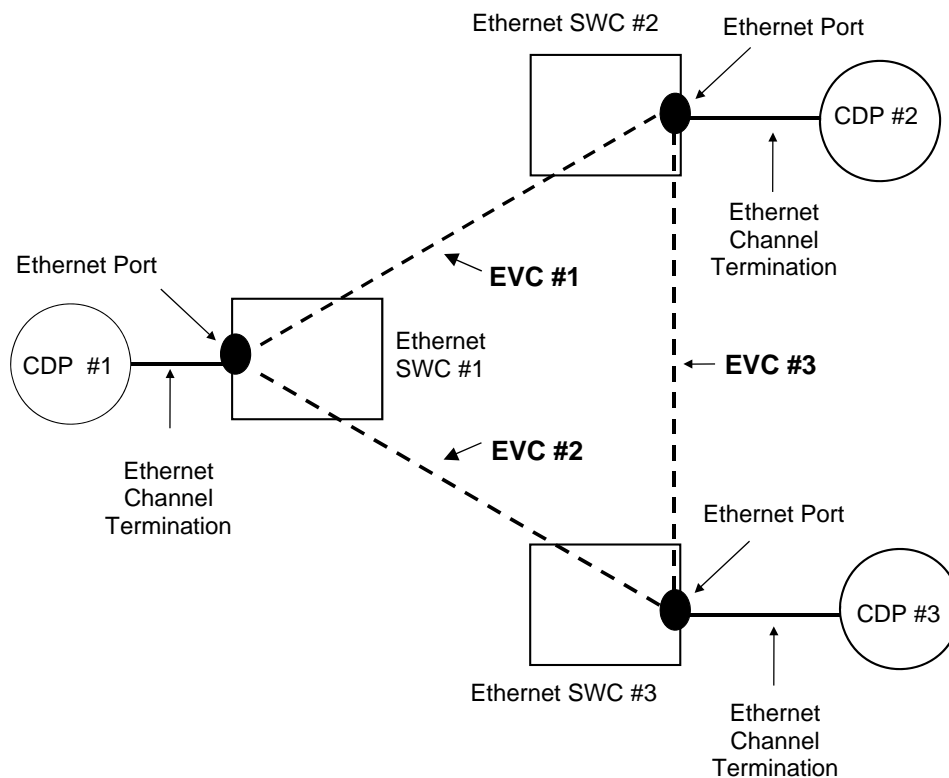 Ethernet SWC #2
Ethernet Port
CDP #2
Ethernet
Channel
Termination
Ethernet Port
EVC #1
CDP #1
Ethernet
SWC #1
EVC #3
EVC #2
Ethernet
Channel
Termination
Ethernet Port
CDP #3
Ethernet SWC #3
Ethernet
Channel
Termination